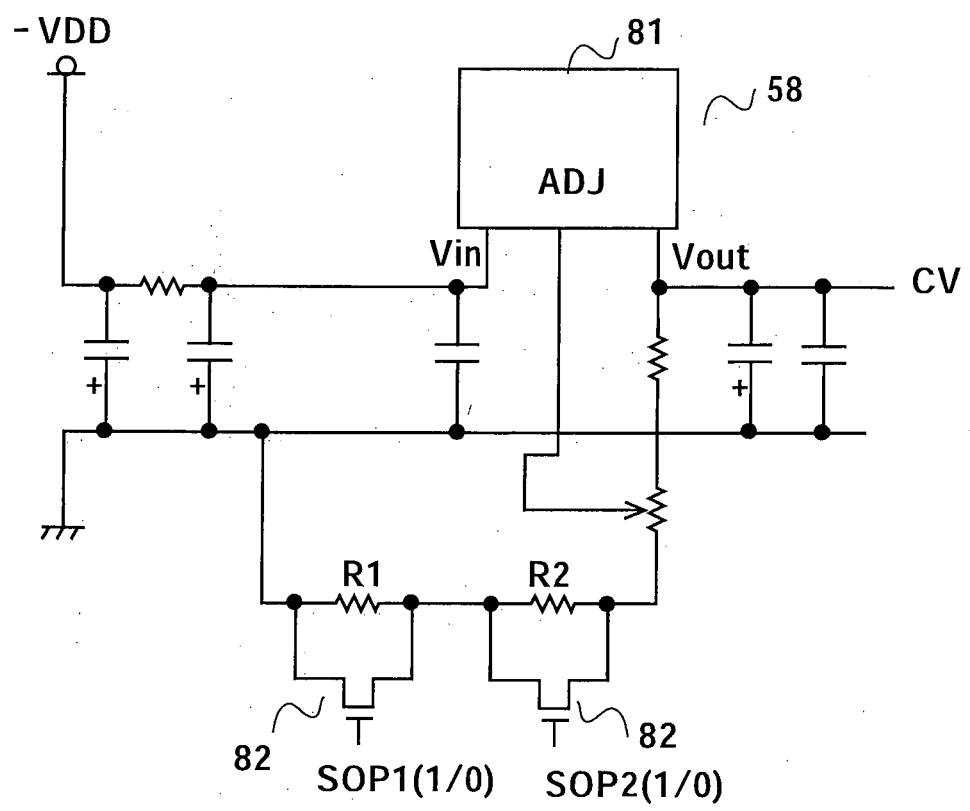 - VDD
81
58
ADJ
Vin
Vout
CV
+
+
+
R1
R2
82
82
SOP1(1/0)
SOP2(1/0)